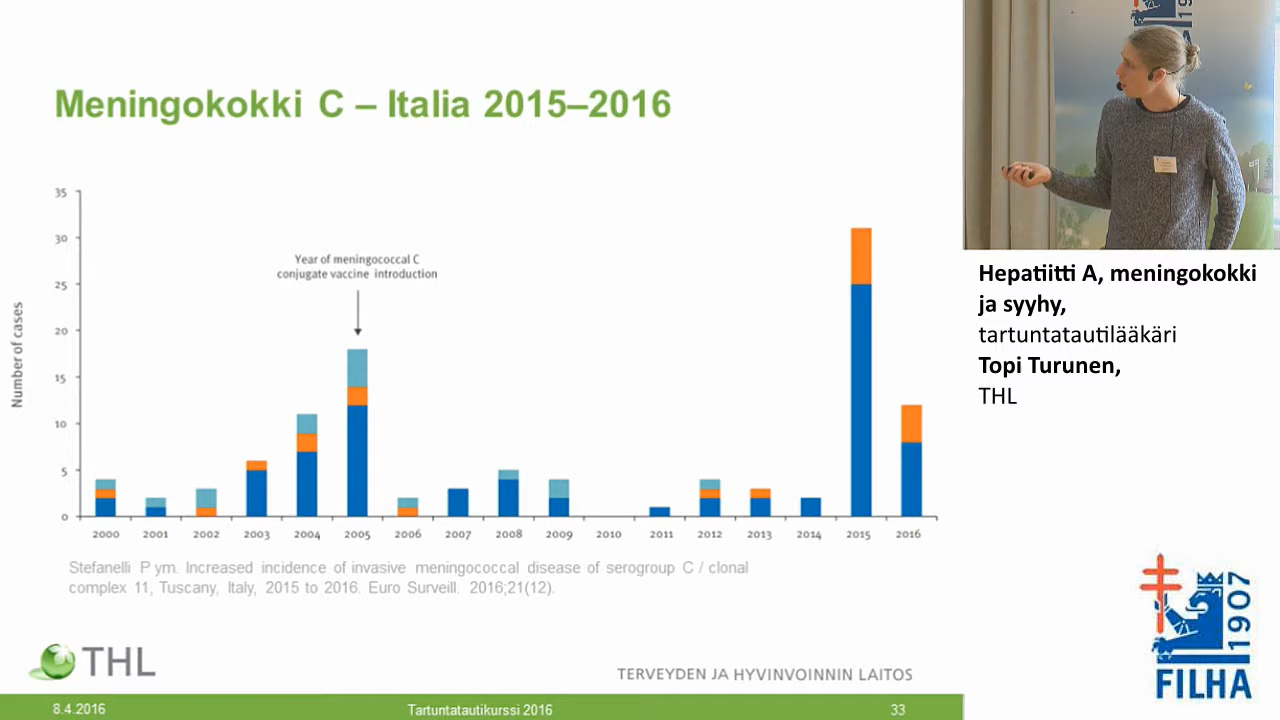 Meningokokki C – Italia 2015–2016
35
30
25
20
15
10
5
0
Number of cases
Year of meningococcal C
conjugate vaccine introduction
2000 2001 2002 2003 2004 2005 2006 2007 2008 2009 2010 2011 2012 2013 2014 2015 2016
Stefanelli P ym. Increased incidence of invasive meningococcal disease of serogroup C / clonal
complex 11, Tuscany, Italy, 2015 to 2016. Euro Surveill. 2016;21(12).
THL
TERVEYDEN JA HYVINVOINNIN LAITOS
8.4.2016
Tartuntatautikurssi 2016
33
Hepatiitti A, meningokokki
ja syyhy,
tartuntatautilääkäri
Topi Turunen,
THL
1907
FILHA